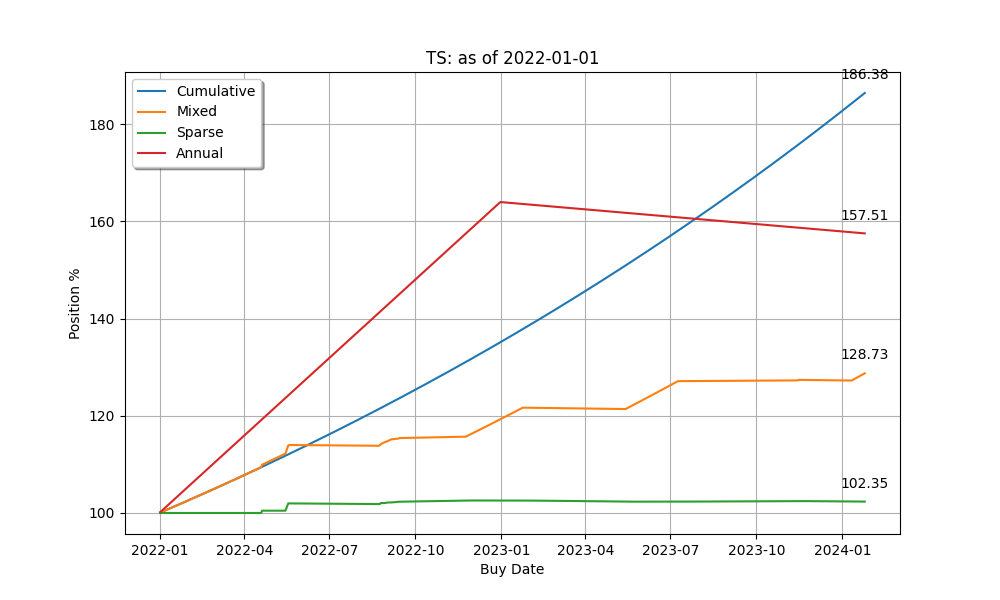 TS: as of 2022-01-01
Cumulative
Mixed
Sparse
Annual
186.38
157.51
128.73
102.35
180
160
140
120
100
Position %
2022-01 2022-04 2022-07 2022-10 2023-01 2023-04 2023-07 2023-10 2024-01
Buy Date